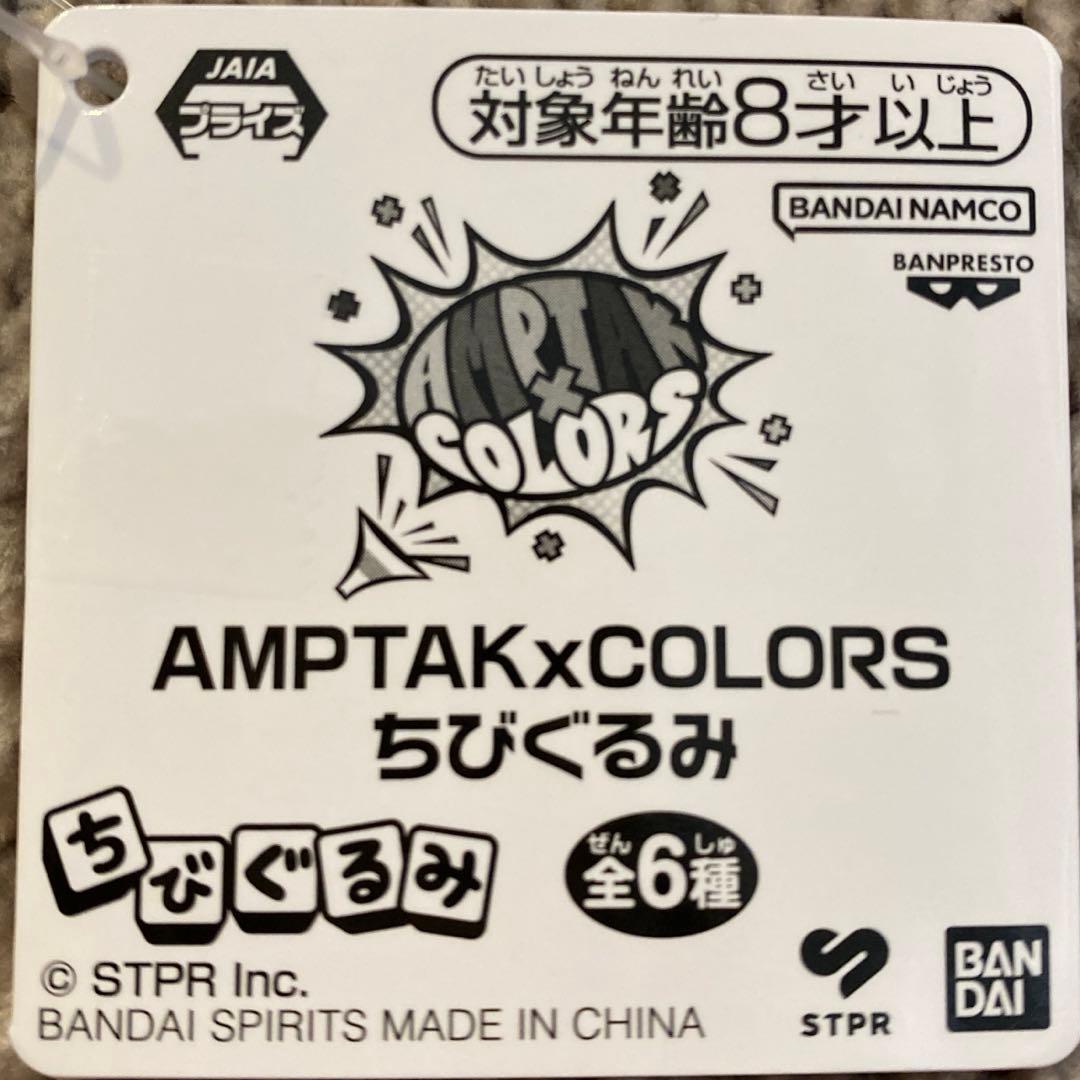 JAIA
プライズ
たいしょうねんれい さいいじょう
対象年齢8才以上
BANDAI NAMCO
BANPRESTO
AMPTAK
×
COLORS
AMPTAKxCOLORS
ちびぐるみ
ちびぐるみ
ぜん しゅ
全6種
© STPR Inc.
BANDAI SPIRITS MADE IN CHINA
STPR
BAN
DAI